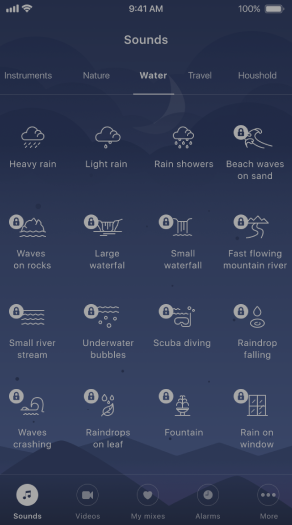 9:41 AM 100%
Sounds
Instruments Nature Water Travel Houshold
Heavy rain Light rain Rain showers Beach waves
on sand
Waves Large Small Fast flowing
on rocks waterfal waterfall mountain river
Small river Underwater Scuba diving Raindrop
stream bubbles falling
Waves Raindrops Fountain Rain on
crashing on leaf window
Sounds Videos My mixes Alarms More